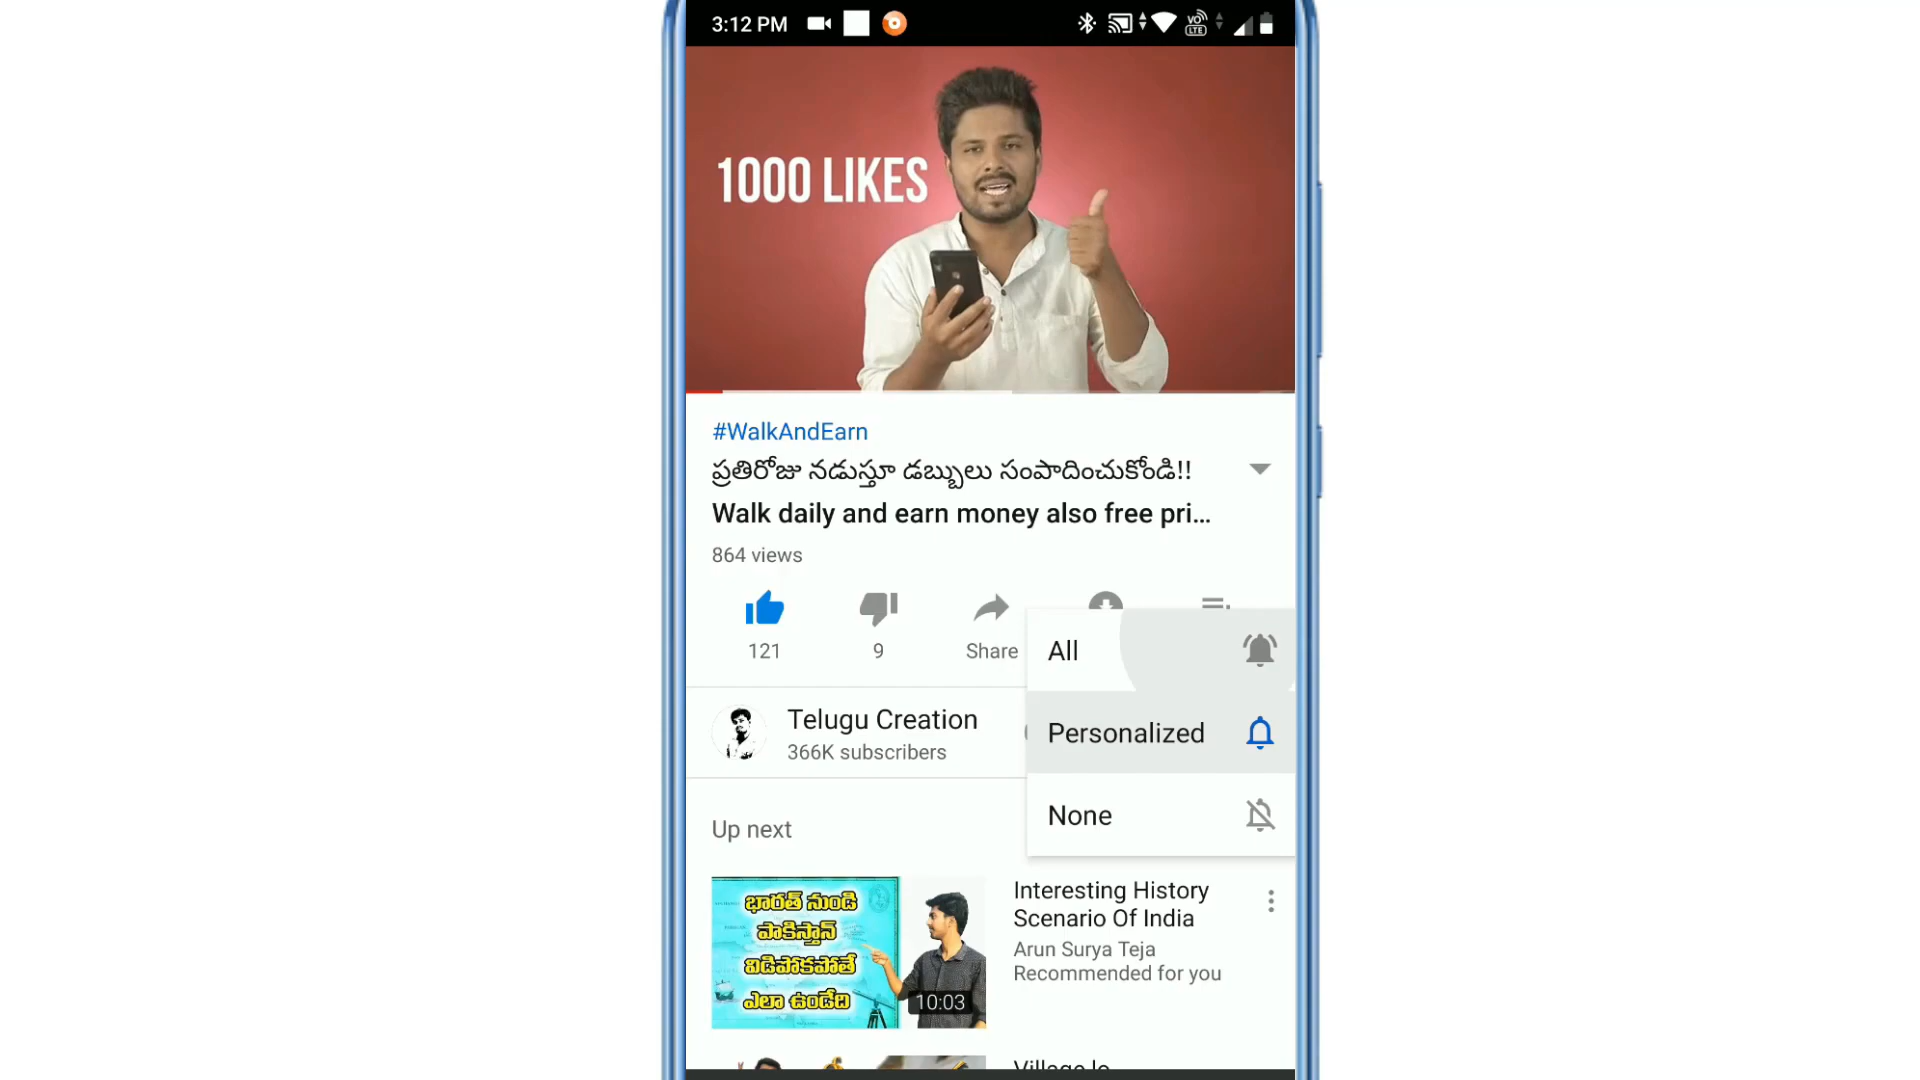 3:12 PM
VO
LTE
1000 LIKES
#WalkAndEarn
ప్రతిరోజు నడుస్తూ డబ్బులు సంపాదించుకోండి!!
Walk daily and earn money also free pri...
864 views
121
9
Share
All
Personalized
None
Telugu Creation
366K subscribers
Up next
భారత్ నుండి
పాకిస్తాన్
విడిపోకపోతే
ఎలా ఉండేది
10:03
Interesting History
Scenario Of India
Arun Surya Teja
Recommended for you